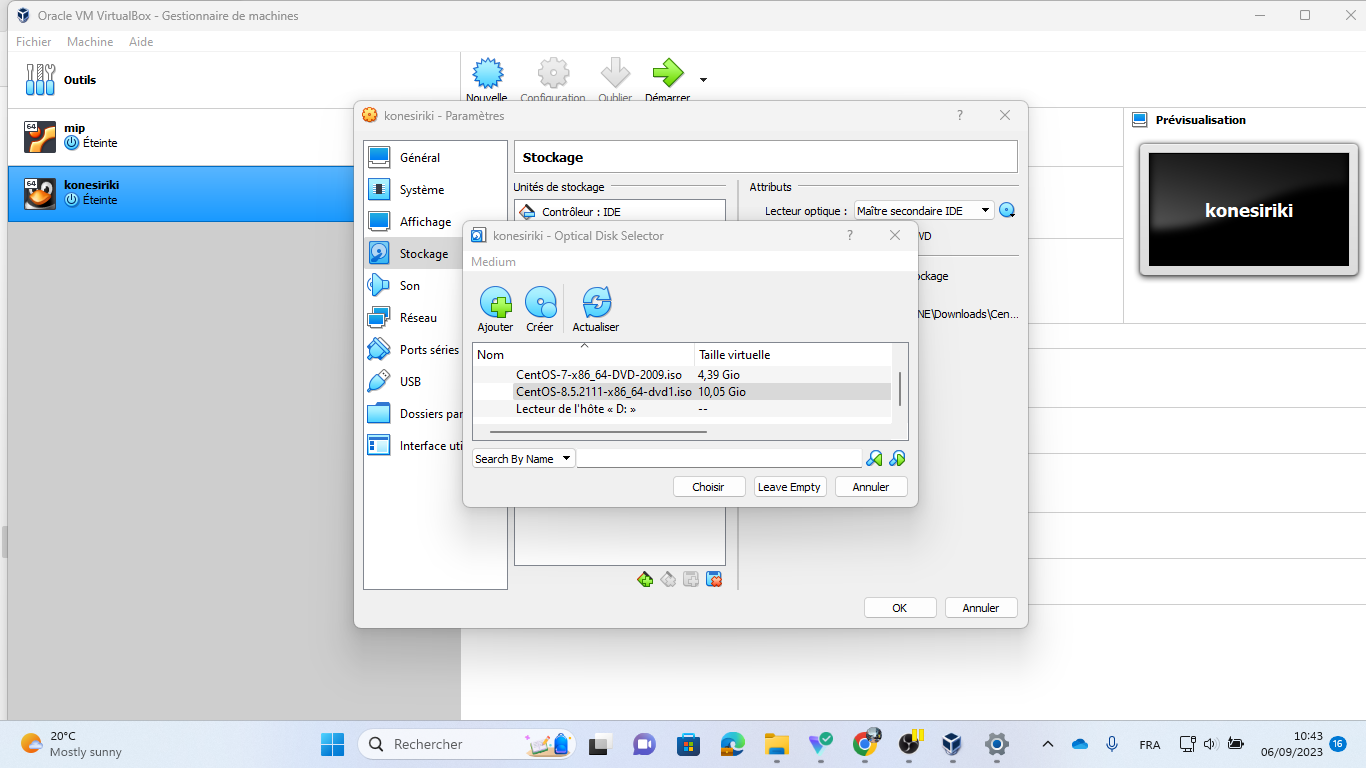 Oracle VM VirtualBox - Gestionnaire de machines
Fichier Machine Aide
Outils
Nouvelle Configuration Oublier Démarrer
64 mip
Éteinte
64 konesiriki
Éteinte
konesiriki - Paramètres ?
Général
Système
Affichage
Stockage
Son
Réseau
Ports séries
USB
Dossiers par
Interface uti
Stockage
Unités de stockage
Contrôleur : IDE
Attributs
Lecteur optique : Maître secondaire IDE
VD
ockage
NE\Downloads\Cen...
konesiriki - Optical Disk Selector ?
Medium
Ajouter Créer Actualiser
Nom Taille virtuelle
CentOS-7-x86_64-DVD-2009.iso 4,39 Gio
CentOS-8.5.2111-x86_64-dvd1.iso 10,05 Gio
Lecteur de l'hôte « D: » --
Search By Name
Choisir Leave Empty Annuler
OK Annuler
Prévisualisation
konesiriki
20°C
Mostly sunny
Rechercher
FRA
10:43
06/09/2023
16